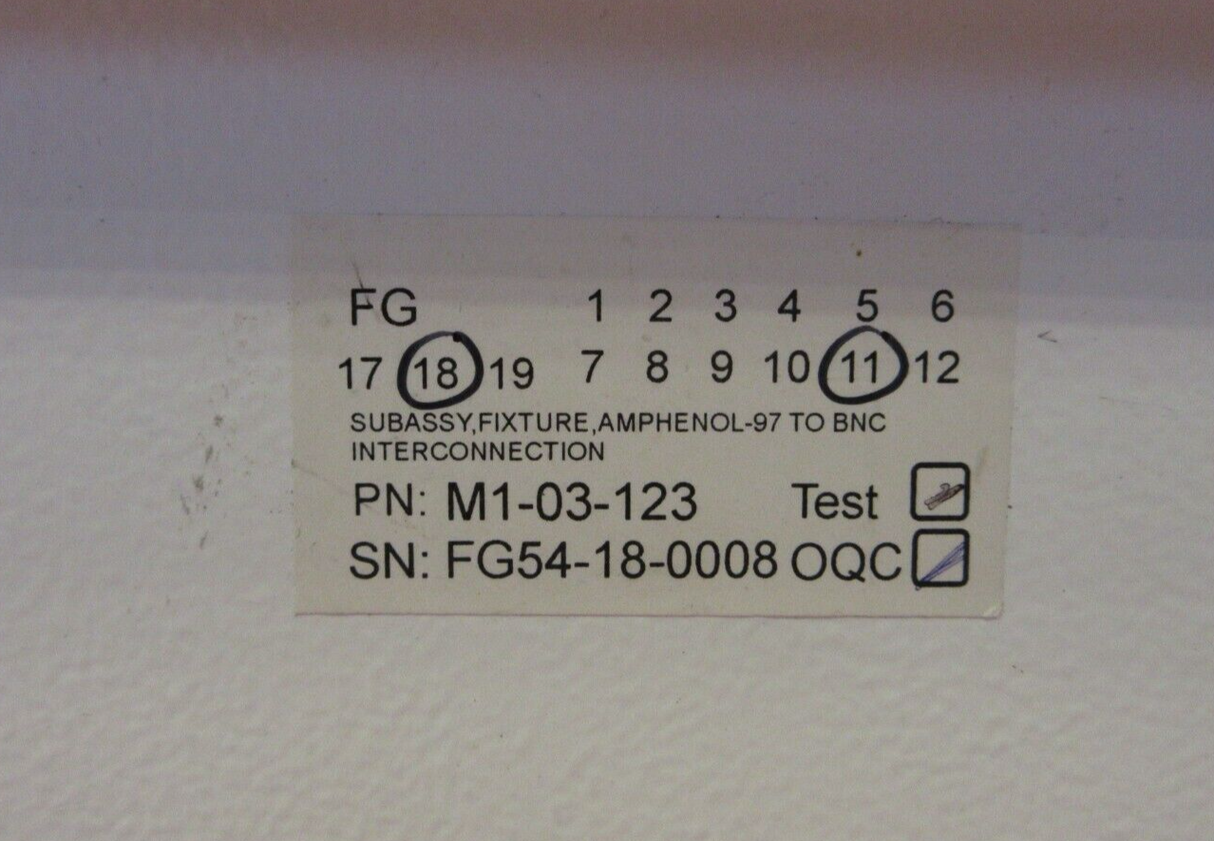 FG 1 2 3 4 5 6
17 18 19 7 8 9 10 11 12
SUBASSY,FIXTURE,AMPHENOL-97 TO BNC
INTERCONNECTION
PN: M1-03-123 Test
SN: FG54-18-0008 OQC